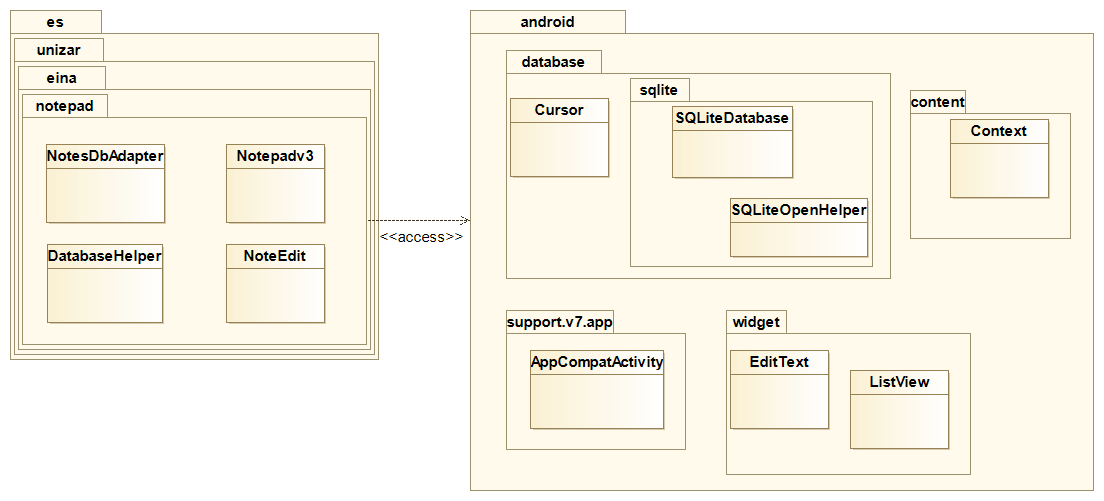 es
unizar
eina
notepad
NotesDbAdapter
Notepadv3
DatabaseHelper
NoteEdit
<<access>>
android
database
Cursor
sqlite
SQLiteDatabase
SQLiteOpenHelper
content
Context
support.v7.app
AppCompatActivity
widget
EditText
ListView